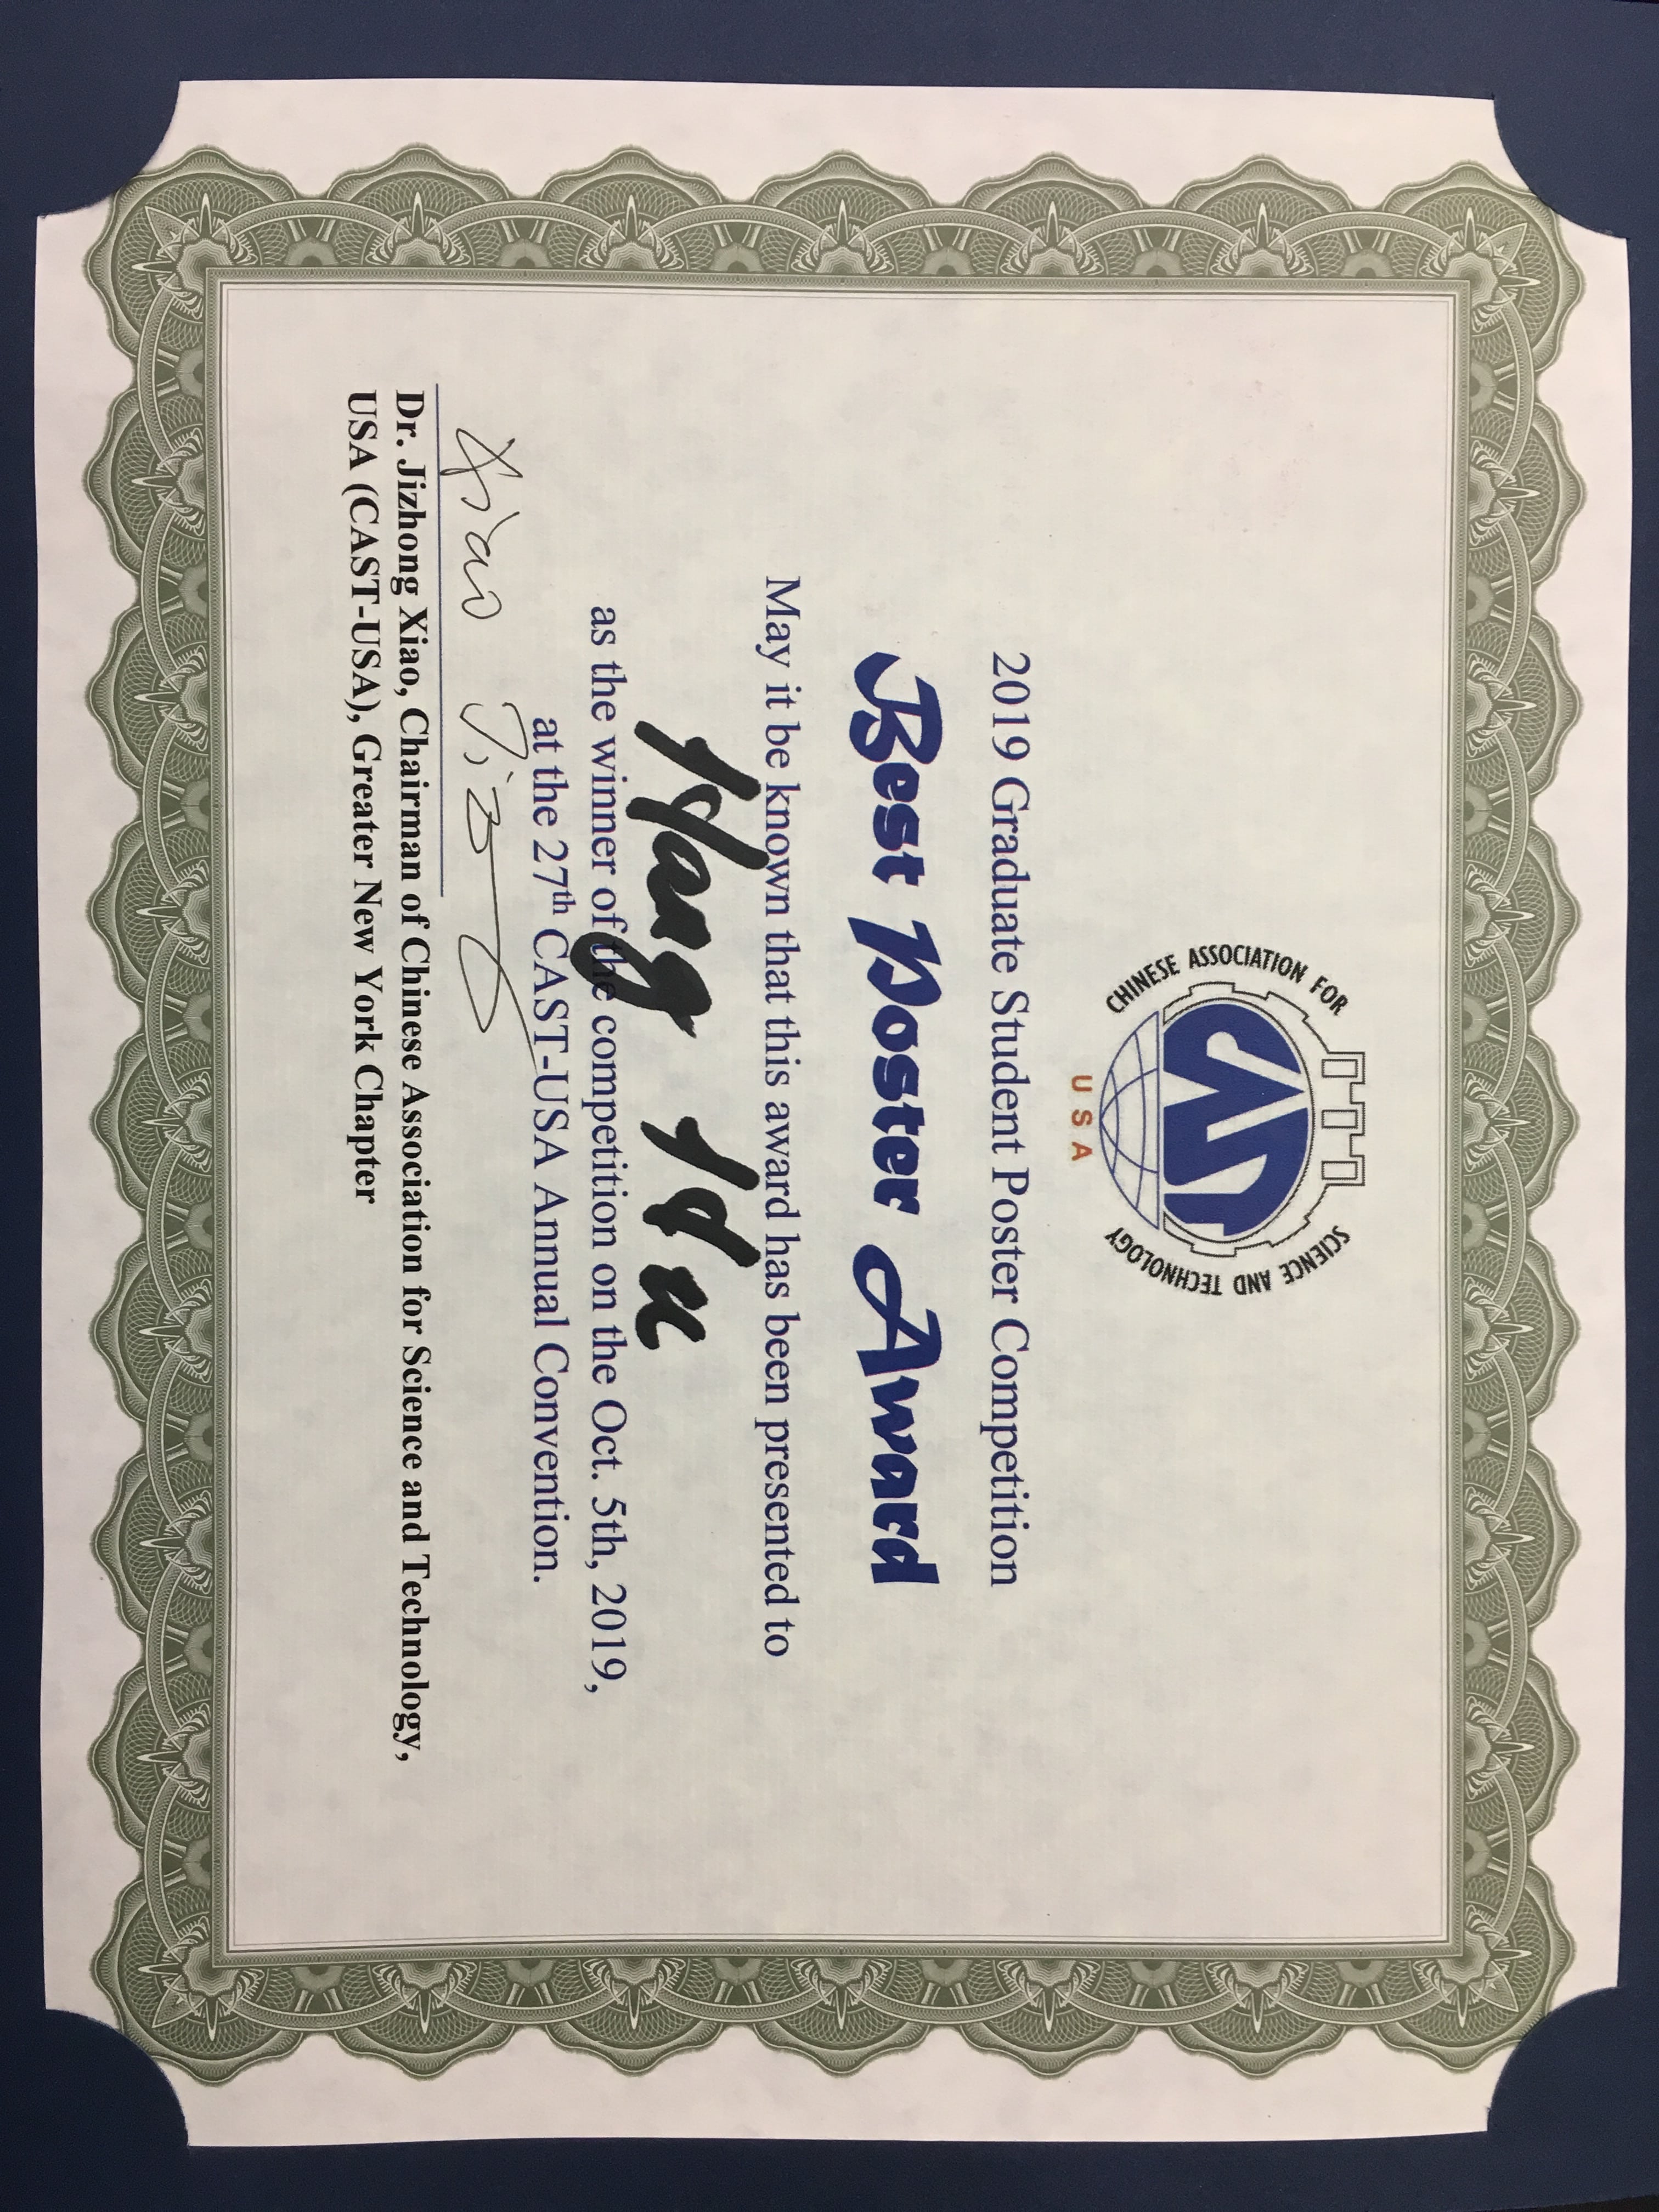 CHINESE ASSOCIATION FOR
SCIENCE AND TECHNOLOGY
USA
2019 Graduate Student Poster Competition
Best Poster Award
May it be known that this award has been presented to
Hang Hu
as the winner of the competition on the Oct. 5th, 2019,
at the 27th CAST-USA Annual Convention.
Xiao Jizhong
Dr. Jizhong Xiao, Chairman of Chinese Association for Science and Technology,
USA (CAST-USA), Greater New York Chapter